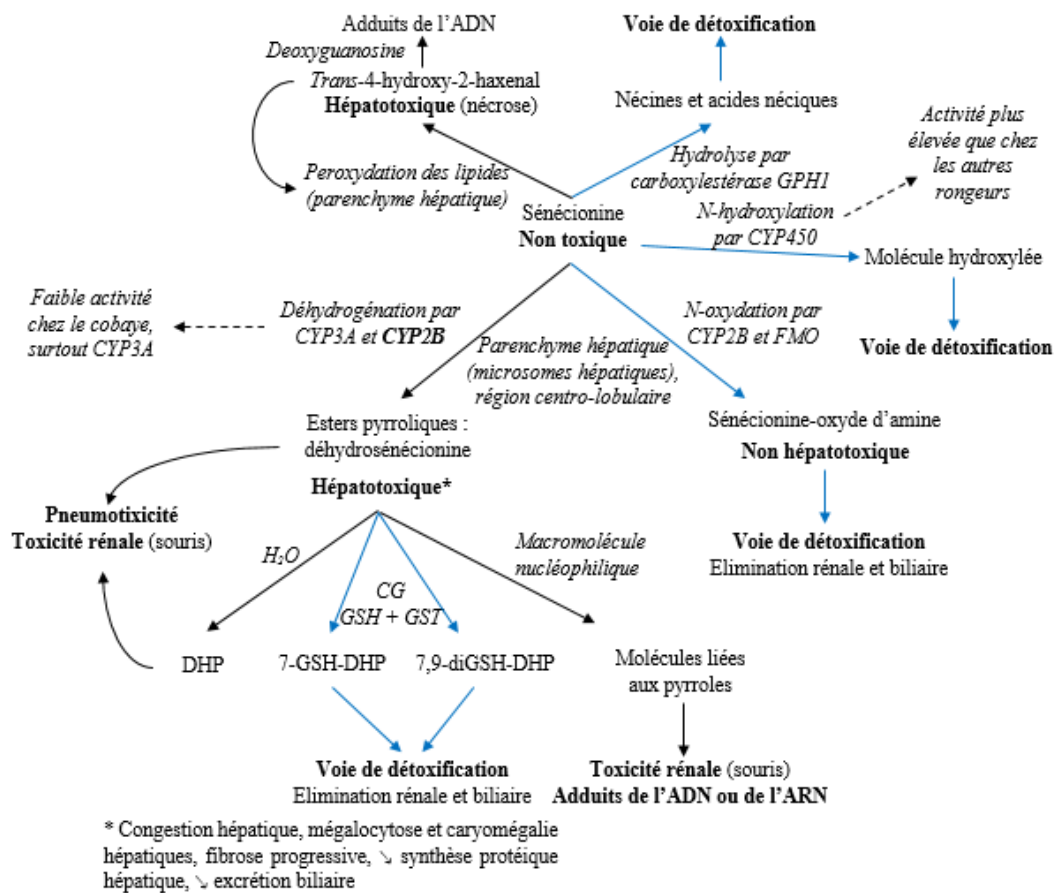 Adduits de l’ADN
Deoxyguanosine
Trans-4-hydroxy-2-haxenal
Hépatotoxique (nécrose)
Peroxydation des lipides
(parenchyme hépatique)
Voie de détoxification
Nécines et acides néciques
Hydrolyse par
carboxylestérase GPH1
Activité plus
élevée que chez
les autres
rongeurs
Sénécionine
Non toxique
N-hydroxylation
par CYP450
Molécule hydroxylée
Voie de détoxification
Faible activité
chez le cobaye,
surtout CYP3A
Déhydrogénation par
CYP3A et CYP2B
Parenchyme hépatique
(microsomes hépatiques),
région centro-lobulaire
N-oxydation par
CYP2B et FMO
Esters pyrroliques :
déhydrosénécionine
Hépatotoxique*
Sénécionine-oxyde d’amine
Non hépatotoxique
Voie de détoxification
Elimination rénale et biliaire
Pneumotixicité
Toxicité rénale (souris)
H₂O
CG
GSH + GST
Macromolécule
nucléophilique
DHP
7-GSH-DHP
7,9-diGSH-DHP
Molécules liées
aux pyrroles
Voie de détoxification
Elimination rénale et biliaire
Toxicité rénale (souris)
Adduits de l’ADN ou de l’ARN
* Congestion hépatique, mégalocytose et caryomégalie
hépatiques, fibrose progressive, ↘ synthèse protéique
hépatique, ↘ excrétion biliaire